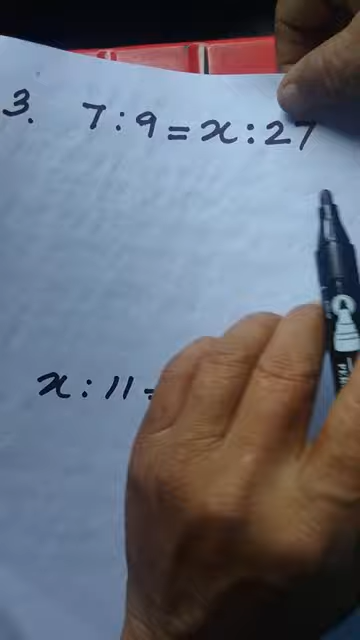 3. 7 : 9 = x : 27
x : 11 =